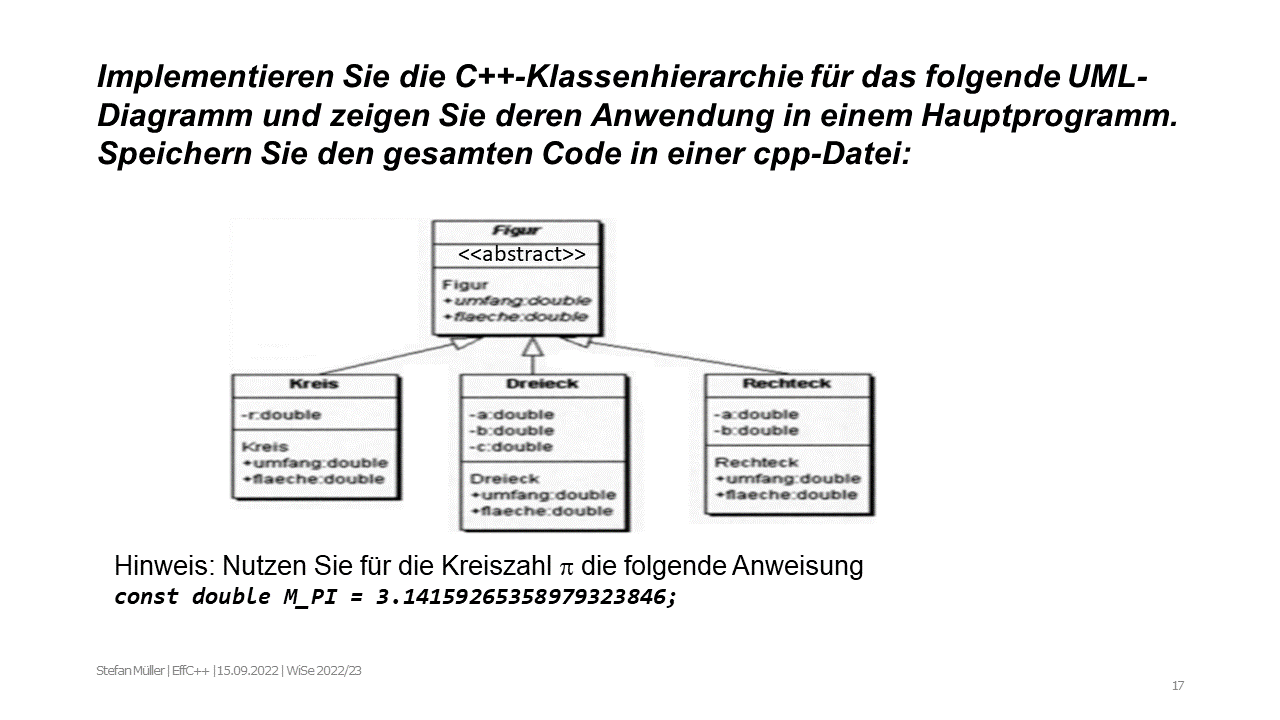 Implementieren Sie die C++-Klassenhierarchie für das folgende UML-
Diagramm und zeigen Sie deren Anwendung in einem Hauptprogramm.
Speichern Sie den gesamten Code in einer cpp-Datei:
Figur
<<abstract>>
Figur
+umfang:double
+flaeche:double
Kreis
-r:double
Kreis
+umfang:double
+flaeche:double
Dreieck
-a:double
-b:double
-c:double
Dreieck
+umfang:double
+flaeche:double
Rechteck
-a:double
-b:double
Rechteck
+umfang:double
+flaeche:double
Hinweis: Nutzen Sie für die Kreiszahl π die folgende Anweisung
const double M_PI = 3.14159265358979323846;
Stefan Müller | EffC++ |15.09.2022 | WiSe 2022/23
17